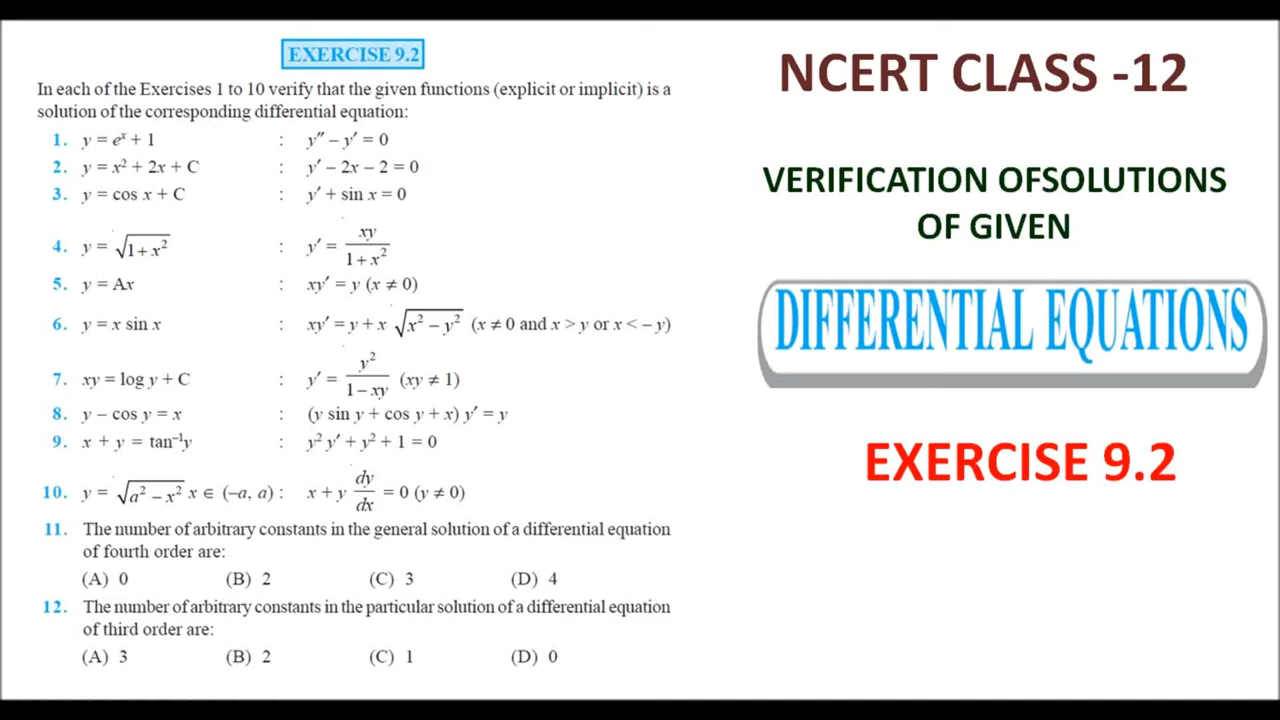 EXERCISE 9.2
In each of the Exercises 1 to 10 verify that the given functions (explicit or implicit) is a
solution of the corresponding differential equation:
1. y = eˣ + 1 : y″ – y′ = 0
2. y = x² + 2x + C : y′ – 2x – 2 = 0
3. y = cos x + C : y′ + sin x = 0
4. y = √(1 + x²) : y′ = xy/(1 + x²)
5. y = Ax : xy′ = y (x ≠ 0)
6. y = x sin x : xy′ = y + x √(x² – y²) (x ≠ 0 and x > y or x < – y)
7. xy = log y + C : y′ = y²/(1 – xy) (xy ≠ 1)
8. y – cos y = x : (y sin y + cos y + x) y′ = y
9. x + y = tan⁻¹y : y² y′ + y² + 1 = 0
10. y = √(a² – x²) x ∈ (–a, a) : x + y dy/dx = 0 (y ≠ 0)
11. The number of arbitrary constants in the general solution of a differential equation
of fourth order are:
(A) 0 (B) 2 (C) 3 (D) 4
12. The number of arbitrary constants in the particular solution of a differential equation
of third order are:
(A) 3 (B) 2 (C) 1 (D) 0
NCERT CLASS -12
VERIFICATION OFSOLUTIONS
OF GIVEN
DIFFERENTIAL EQUATIONS
EXERCISE 9.2